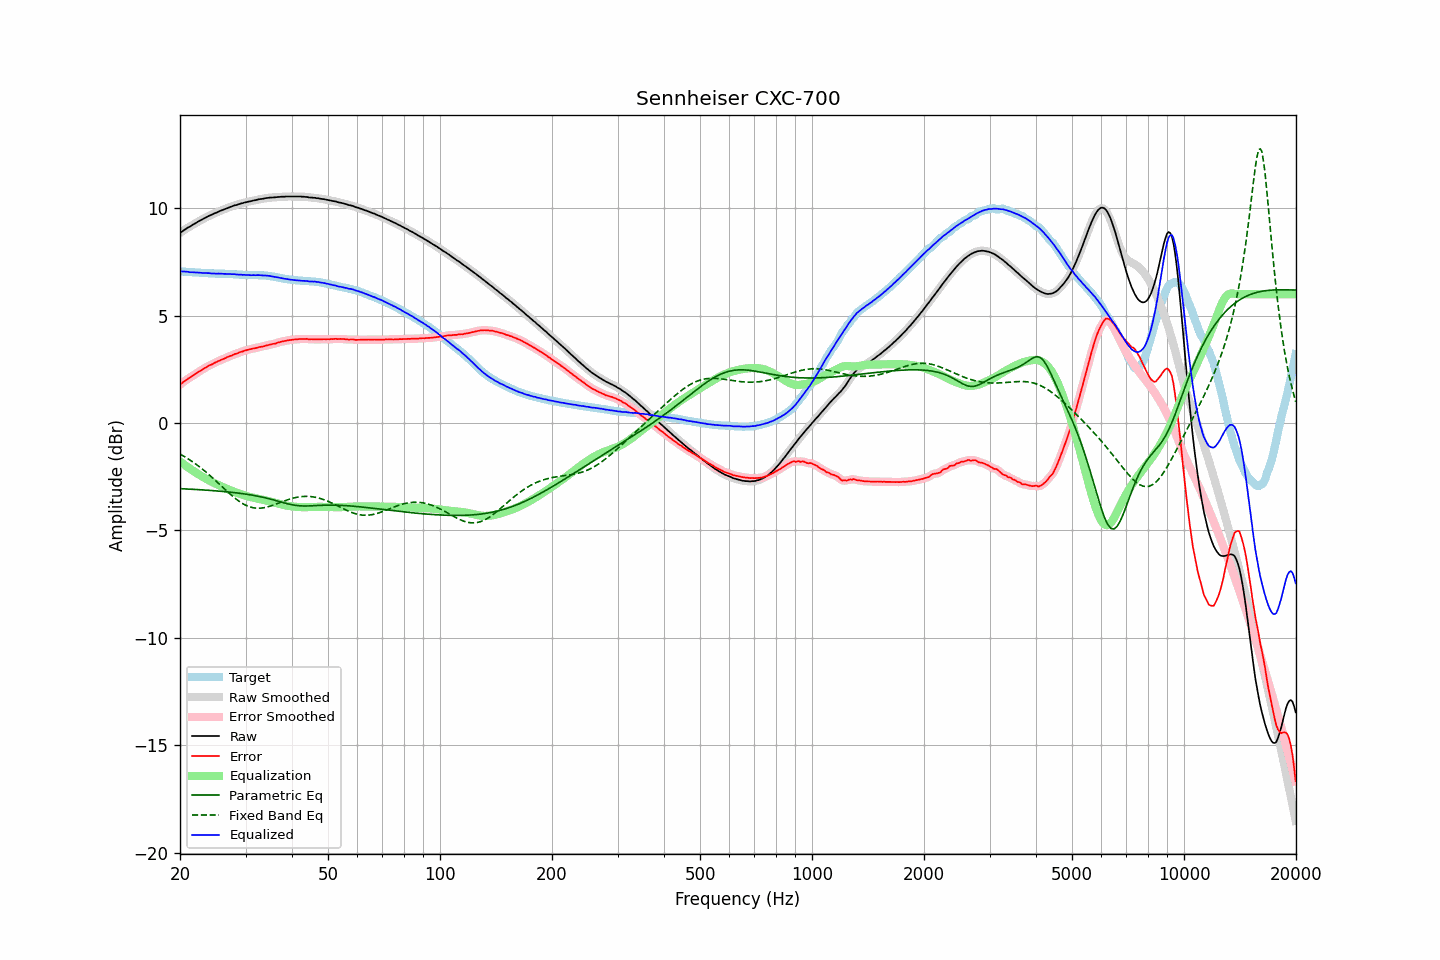 Sennheiser CXC-700
Amplitude (dBr)
10
5
0
−5
−10
−15
−20
Target
Raw Smoothed
Error Smoothed
Raw
Error
Equalization
Parametric Eq
Fixed Band Eq
Equalized
20 50 100 200 500 1000 2000 5000 10000 20000
Frequency (Hz)